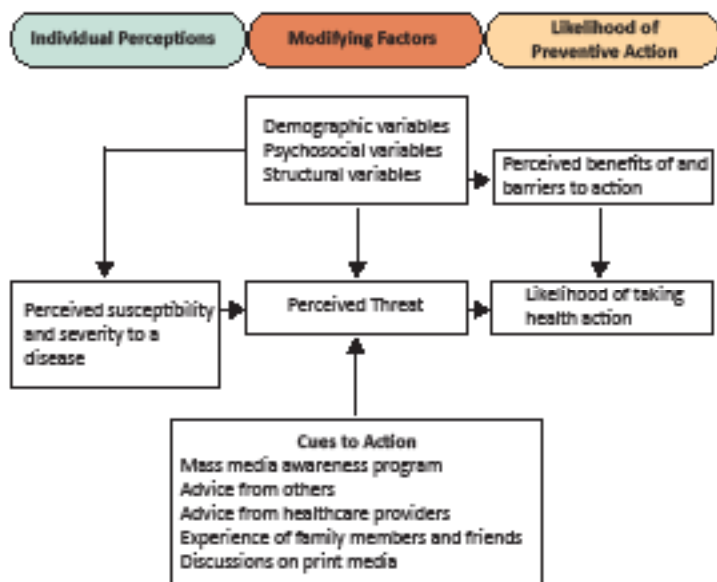 Individual Perceptions
Modifying Factors
Likelihood of
Preventive Action
Demographic variables
Psychosocial variables
Structural variables
Perceived benefits of and
barriers to action
Perceived susceptibility
and severity to a
disease
Perceived Threat
Likelihood of taking
health action
Cues to Action
Mass media awareness program
Advice from others
Advice from healthcare providers
Experience of family members and friends
Discussions on print media